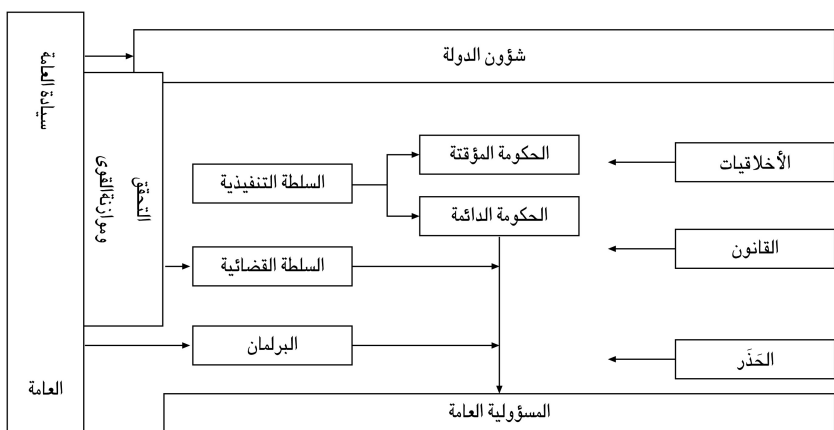 شؤون الدولة
سيادة العامة
التحقق
وموازنة القوى
الحكومة المؤقتة
الأخلاقيات
السلطة التنفيذية
الحكومة الدائمة
القانون
السلطة القضائية
البرلمان
الحَذَر
العامة
المسؤولية العامة